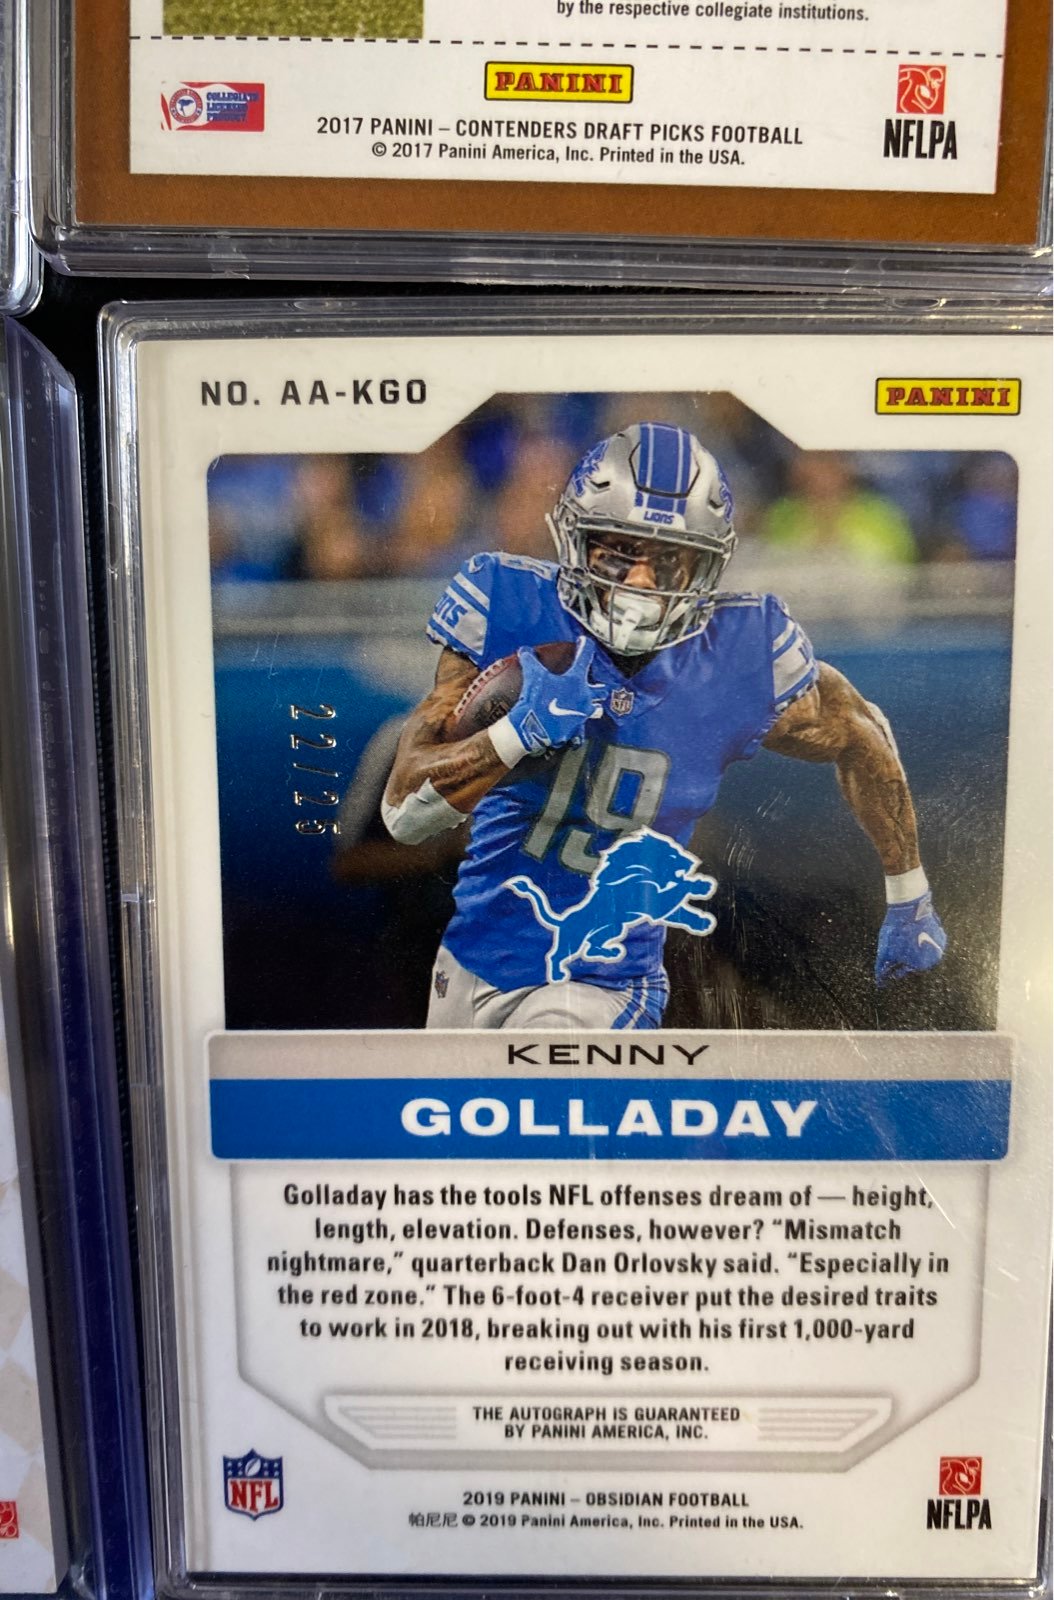 by the respective collegiate institutions.
PANINI
COLLEGIATE
LICENSED
PRODUCT
2017 PANINI – CONTENDERS DRAFT PICKS FOOTBALL
© 2017 Panini America, Inc. Printed in the USA.
NFLPA
NO. AA-KGO
PANINI
LIONS
19
NFL
19
22/25
KENNY
GOLLADAY
Golladay has the tools NFL offenses dream of — height,
length, elevation. Defenses, however? “Mismatch
nightmare,” quarterback Dan Orlovsky said. “Especially in
the red zone.” The 6-foot-4 receiver put the desired traits
to work in 2018, breaking out with his first 1,000-yard
receiving season.
THE AUTOGRAPH IS GUARANTEED
BY PANINI AMERICA, INC.
NFL
2019 PANINI – OBSIDIAN FOOTBALL
帕尼尼 © 2019 Panini America, Inc. Printed in the USA.
NFLPA